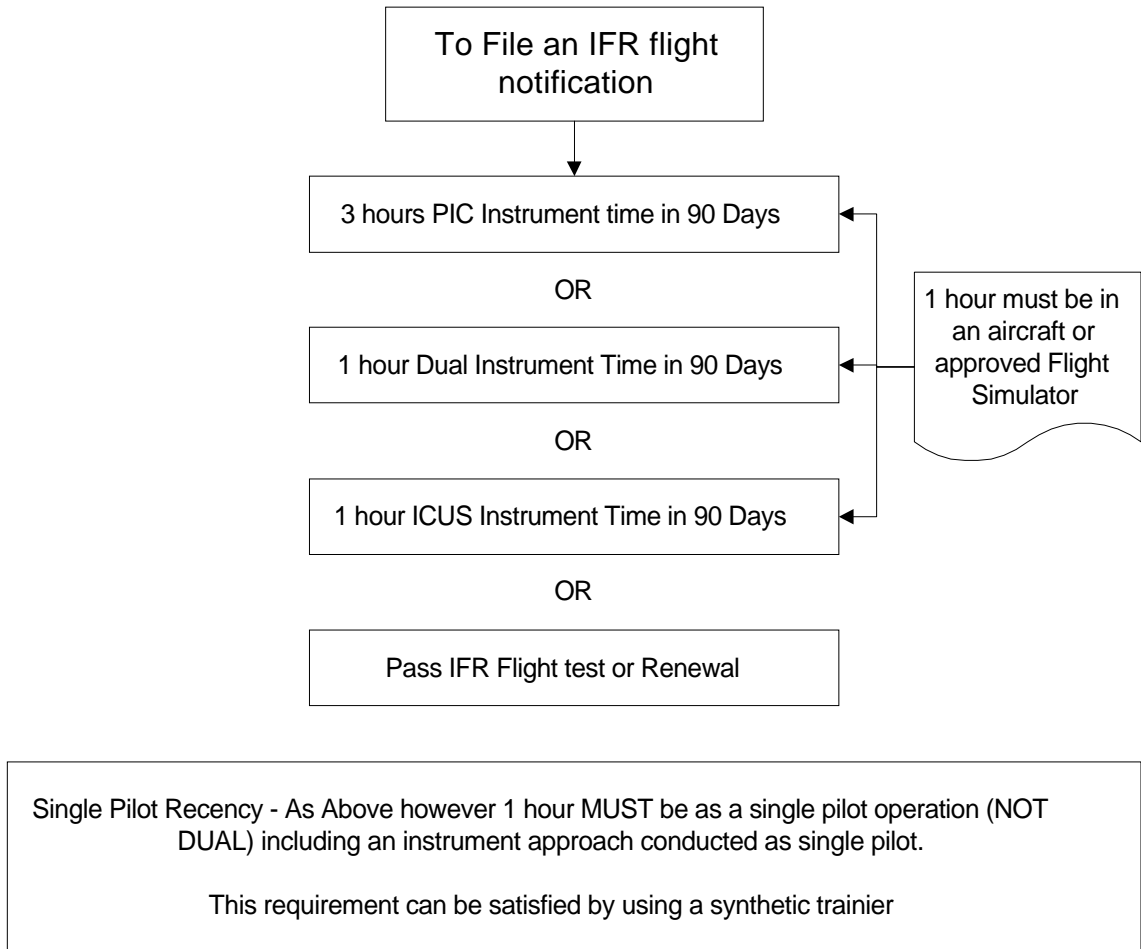 To File an IFR flight
notification
3 hours PIC Instrument time in 90 Days
OR
1 hour must be in
an aircraft or
approved Flight
Simulator
1 hour Dual Instrument Time in 90 Days
OR
1 hour ICUS Instrument Time in 90 Days
OR
Pass IFR Flight test or Renewal
Single Pilot Recency - As Above however 1 hour MUST be as a single pilot operation (NOT
DUAL) including an instrument approach conducted as single pilot.
This requirement can be satisfied by using a synthetic trainier